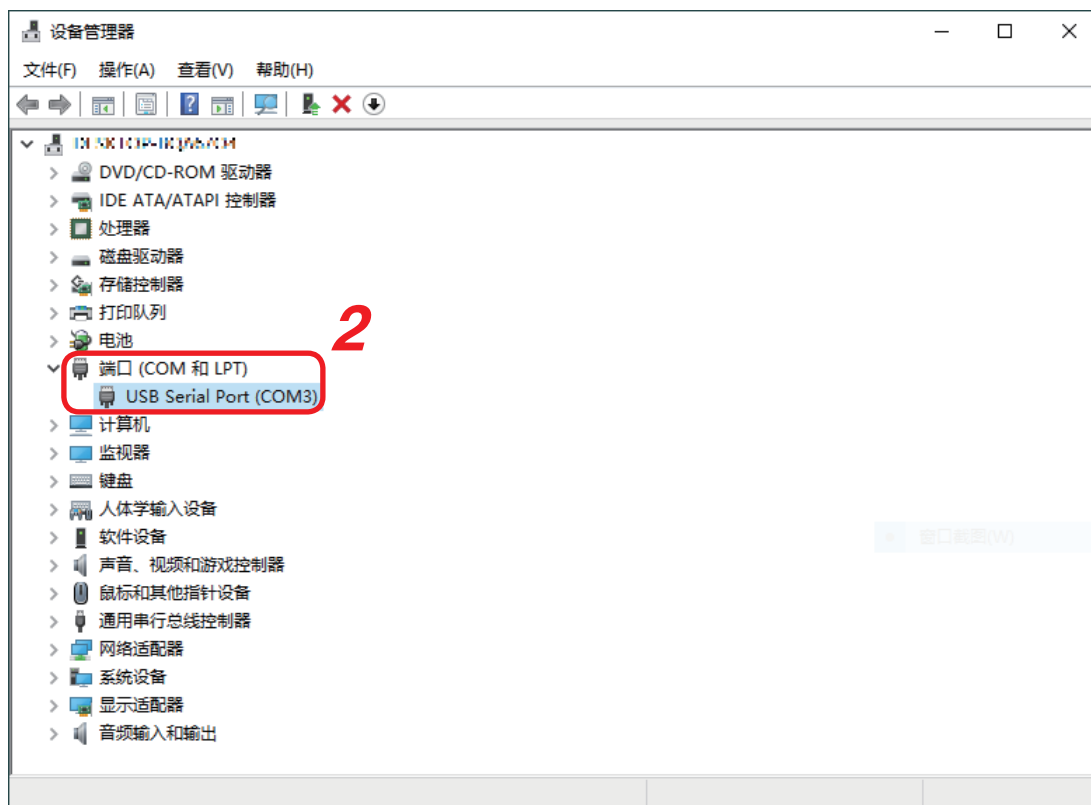 设备管理器
文件(F) 操作(A) 查看(V) 帮助(H)
DVD/CD-ROM 驱动器
IDE ATA/ATAPI 控制器
处理器
磁盘驱动器
存储控制器
打印队列
电池
2
端口 (COM 和 LPT)
USB Serial Port (COM3)
计算机
监视器
键盘
人体学输入设备
软件设备
窗口截图(W)
声音、视频和游戏控制器
鼠标和其他指针设备
通用串行总线控制器
网络适配器
系统设备
显示适配器
音频输入和输出